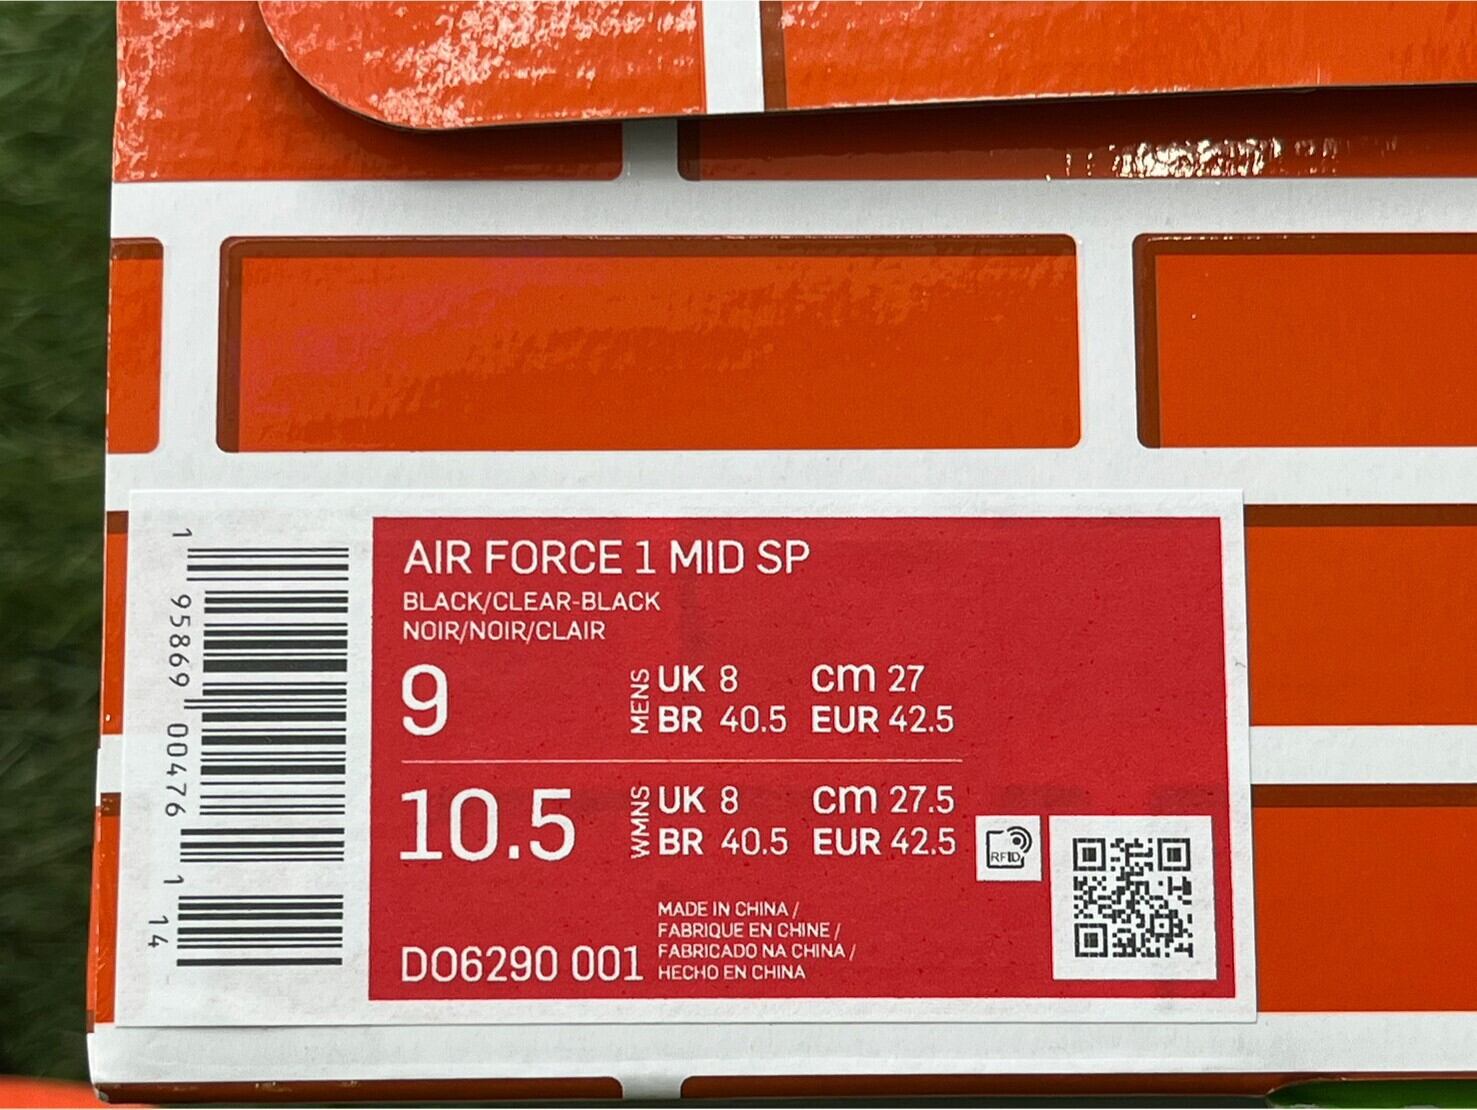 1 95869 00476 1 14
AIR FORCE 1 MID SP
BLACK/CLEAR-BLACK
NOIR/NOIR/CLAIR
9
MENS
UK 8 cm 27
BR 40.5 EUR 42.5
10.5
WMNS
UK 8 cm 27.5
BR 40.5 EUR 42.5
RFID
MADE IN CHINA /
FABRIQUE EN CHINE /
FABRICADO NA CHINA /
HECHO EN CHINA
DO6290 001